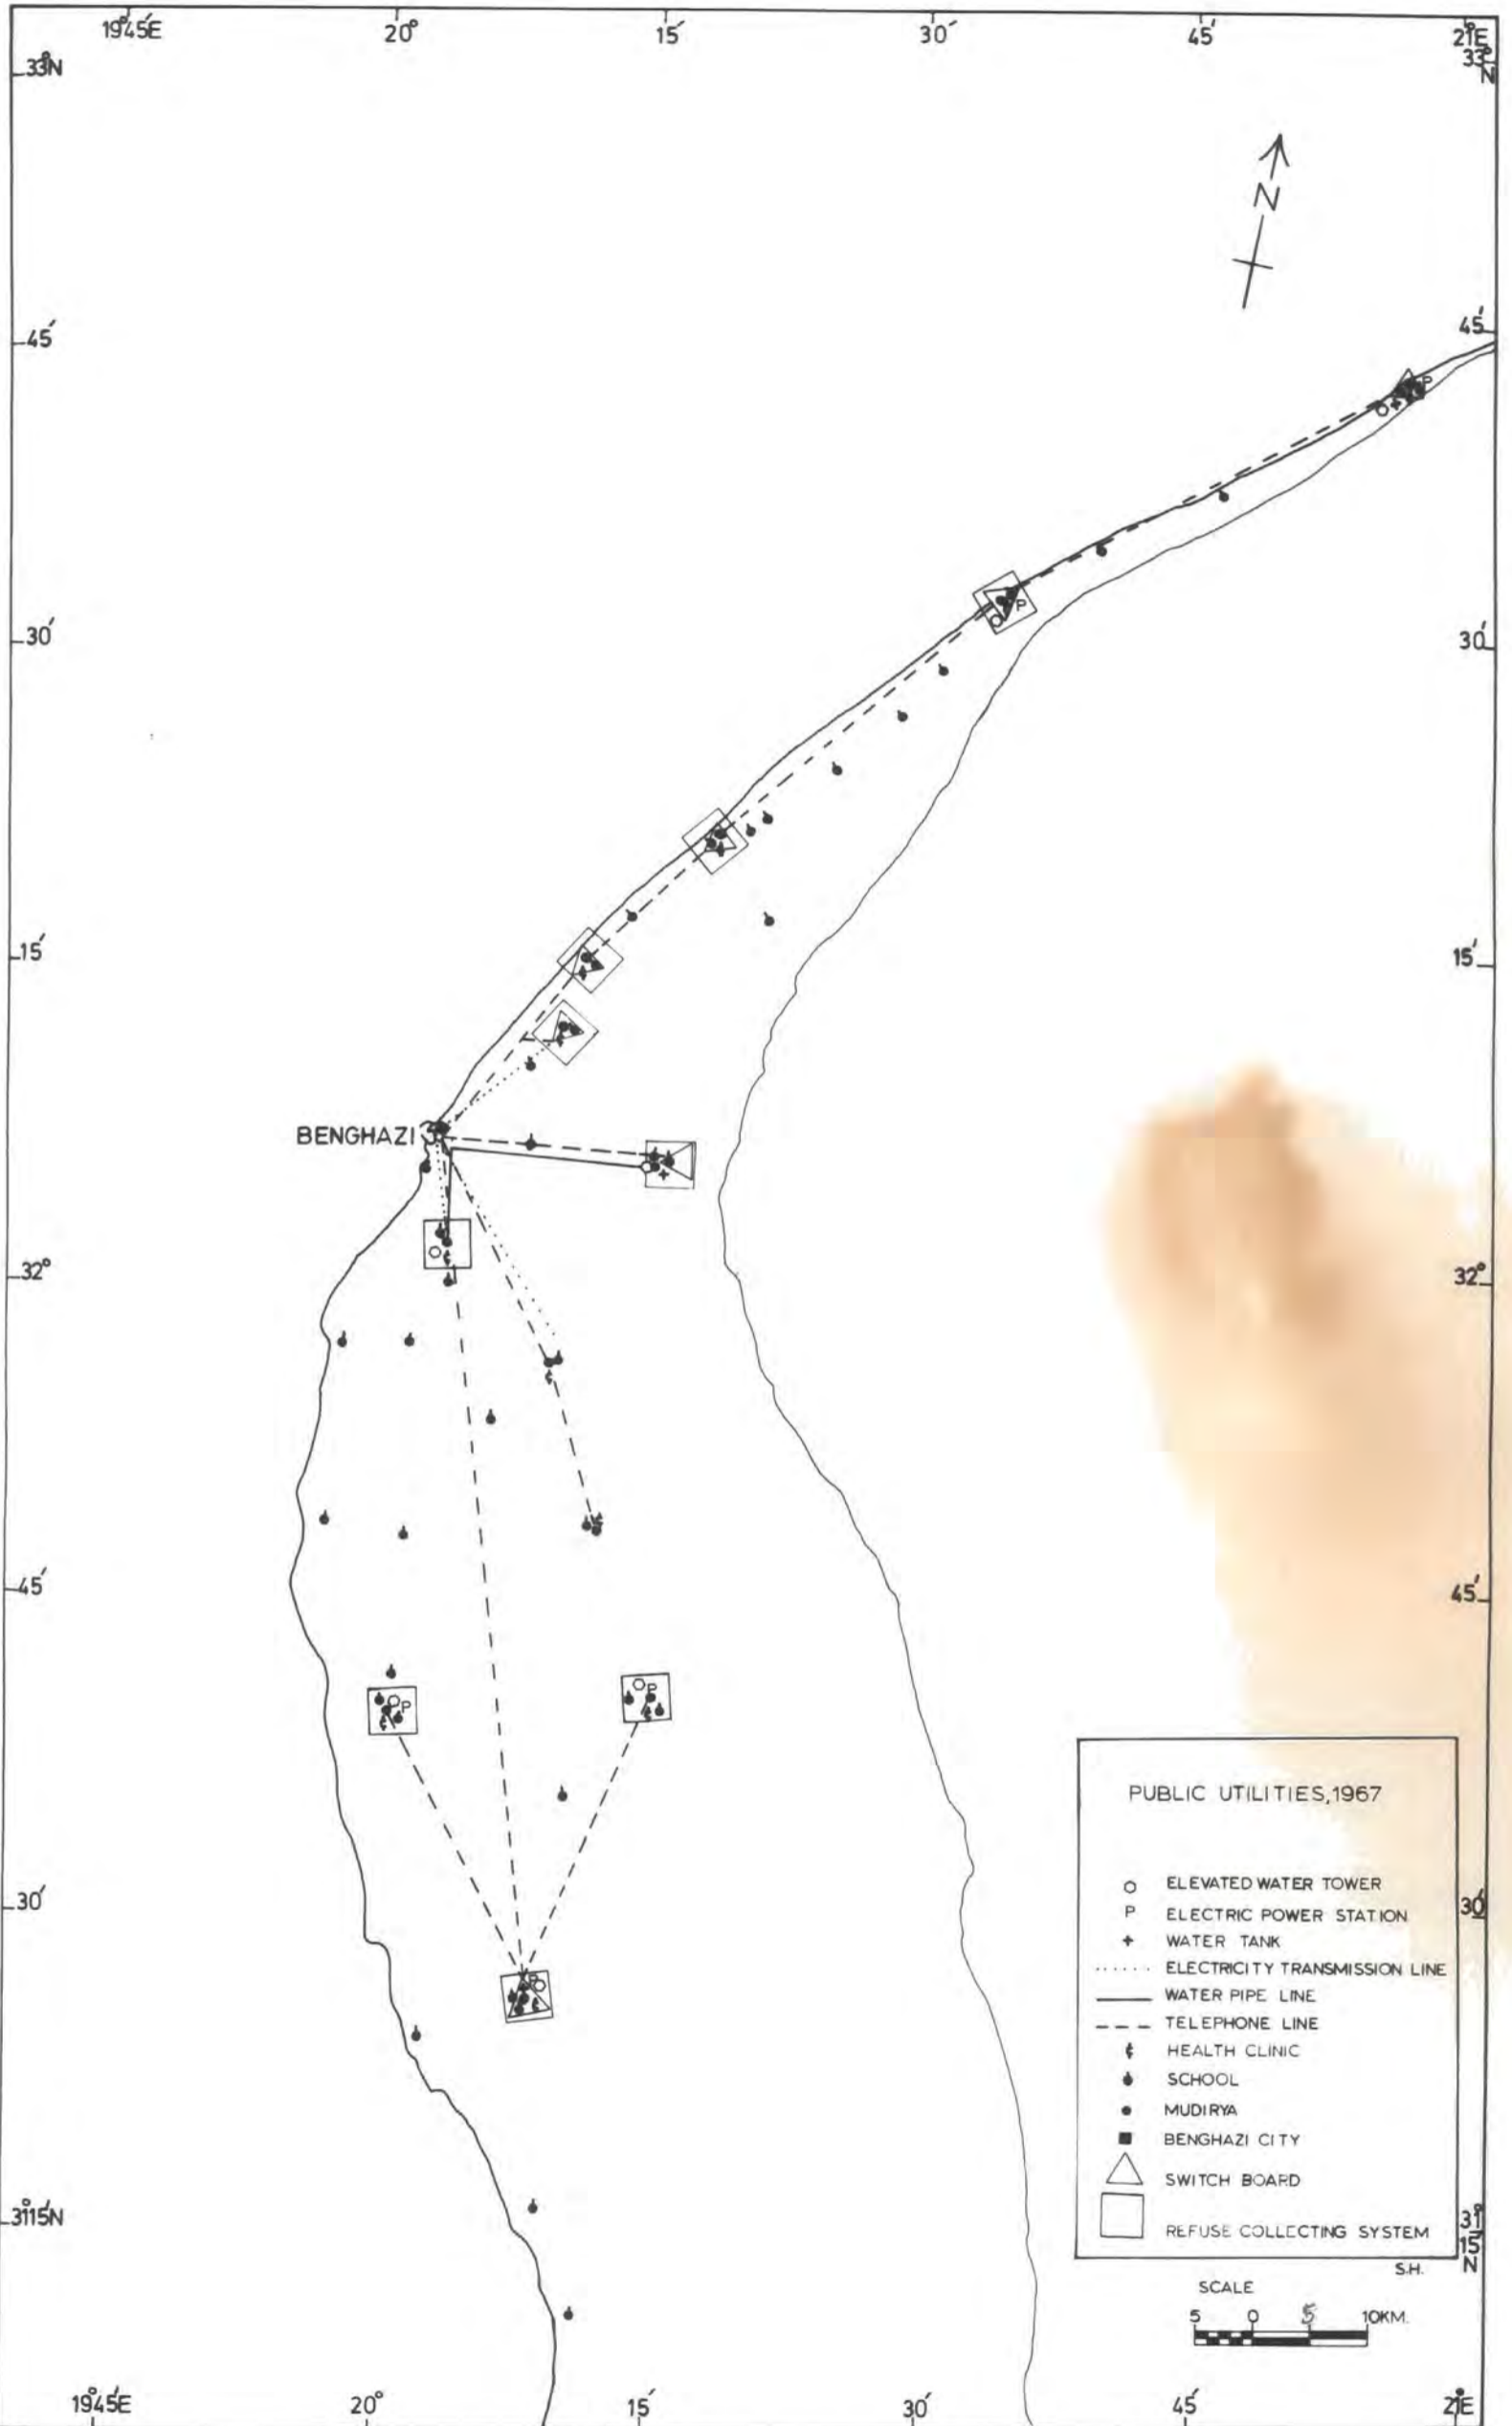 19°45'E 20° 15' 30' 45' 21°E
33°N 33° N
N
45' 45'
P
P
30' 30'
15' 15'
BENGHAZI
32° 32°
45' 45'
P P
PUBLIC UTILITIES,1967
ELEVATED WATER TOWER
30' 30'
P ELECTRIC POWER STATION
WATER TANK
ELECTRICITY TRANSMISSION LINE
P
WATER PIPE LINE
TELEPHONE LINE
HEALTH CLINIC
SCHOOL
MUDIRYA
BENGHAZI CITY
SWITCH BOARD
REFUSE COLLECTING SYSTEM
31°15'N 31° 15' N
S.H.
SCALE
5 0 5 10KM.
19°45'E 20° 15' 30' 45' 21°E